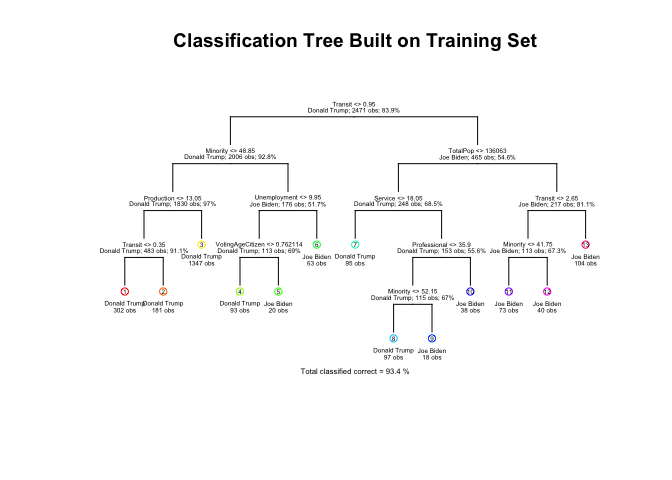 Classification Tree Built on Training Set
Transit <> 0.95
Donald Trump; 2471 obs; 83.9%
Minority <> 48.85
Donald Trump; 2006 obs; 92.8%
TotalPop <> 136063
Joe Biden; 465 obs; 54.6%
Production <> 13.05
Donald Trump; 1830 obs; 97%
Unemployment <> 9.95
Joe Biden; 176 obs; 51.7%
Service <> 18.05
Donald Trump; 248 obs; 68.5%
Transit <> 2.65
Joe Biden; 217 obs; 81.1%
Transit <> 0.35
Donald Trump; 483 obs; 91.1%
3
Donald Trump
1347 obs
VotingAgeCitizen <> 0.762114
Donald Trump; 113 obs; 69%
6
Joe Biden
63 obs
7
Donald Trump
95 obs
Professional <> 35.9
Donald Trump; 153 obs; 55.6%
Minority <> 41.75
Joe Biden; 113 obs; 67.3%
13
Joe Biden
104 obs
1
Donald Trump
302 obs
2
Donald Trump
181 obs
4
Donald Trump
93 obs
5
Joe Biden
20 obs
Minority <> 52.15
Donald Trump; 115 obs; 67%
10
Joe Biden
38 obs
11
Joe Biden
73 obs
12
Joe Biden
40 obs
8
Donald Trump
97 obs
9
Joe Biden
18 obs
Total classified correct = 93.4 %